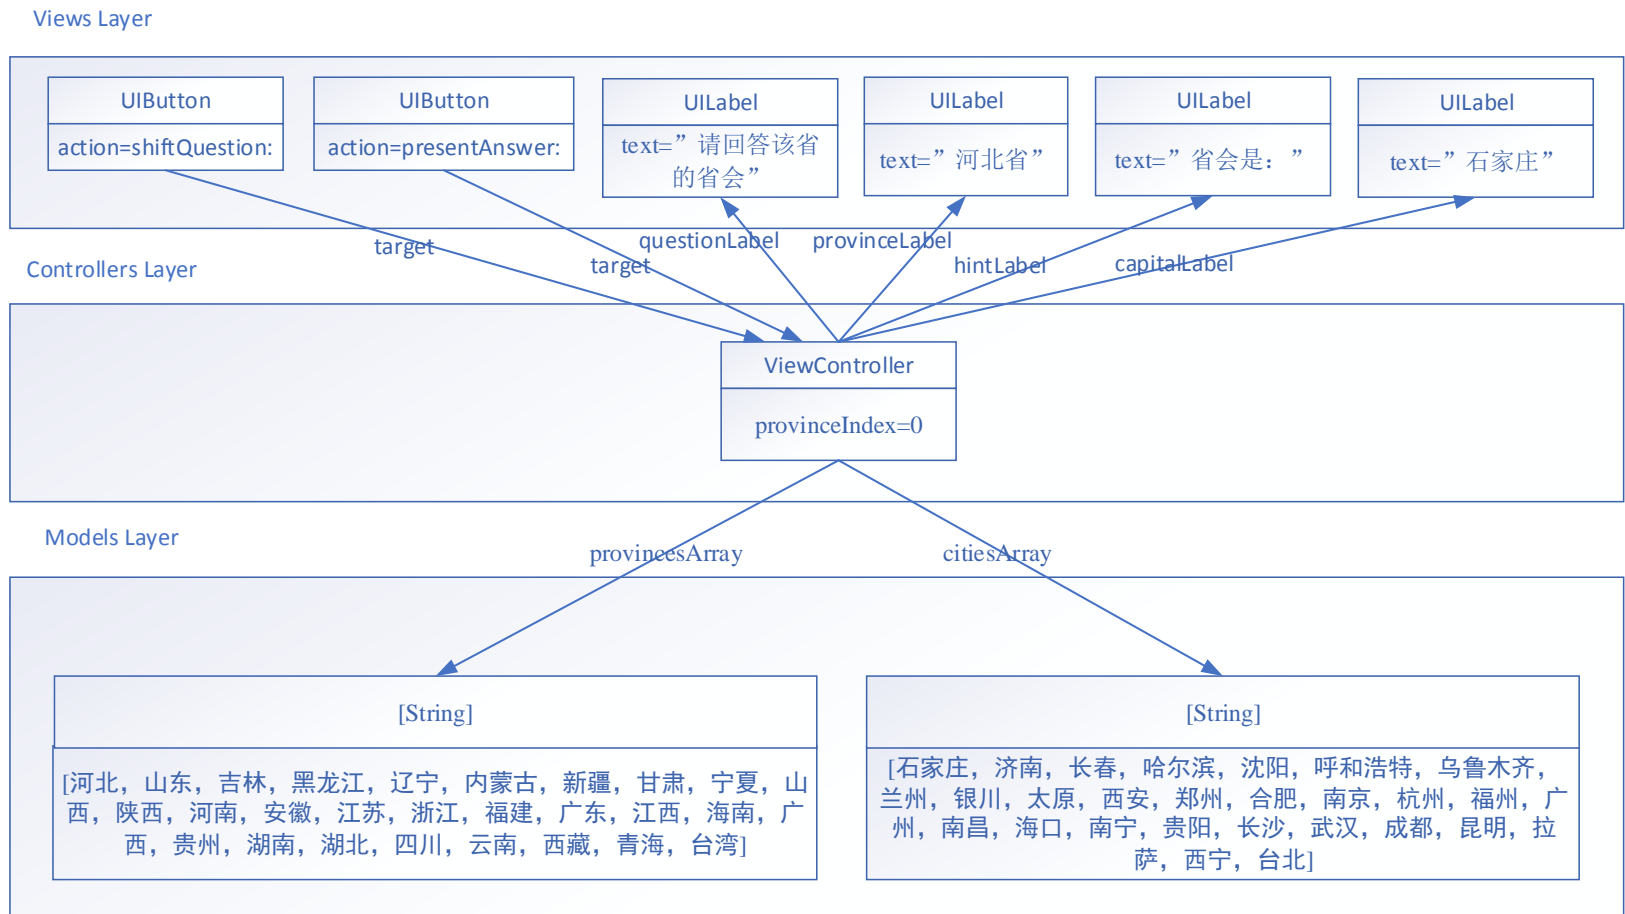 Views Layer
UIButton
action=shiftQuestion:
UIButton
action=presentAnswer:
UILabel
text=”请回答该省
的省会”
UILabel
text=”河北省”
UILabel
text=”省会是：”
UILabel
text=”石家庄”
target
target
questionLabel
provinceLabel
hintLabel
capitalLabel
Controllers Layer
ViewController
provinceIndex=0
Models Layer
provincesArray
citiesArray
[String]
[河北，山东，吉林，黑龙江，辽宁，内蒙古，新疆，甘肃，宁夏，山
西，陕西，河南，安徽，江苏，浙江，福建，广东，江西，海南，广
西，贵州，湖南，湖北，四川，云南，西藏，青海，台湾]
[String]
[石家庄，济南，长春，哈尔滨，沈阳，呼和浩特，乌鲁木齐，
兰州，银川，太原，西安，郑州，合肥，南京，杭州，福州，广
州，南昌，海口，南宁，贵阳，长沙，武汉，成都，昆明，拉
萨，西宁，台北]